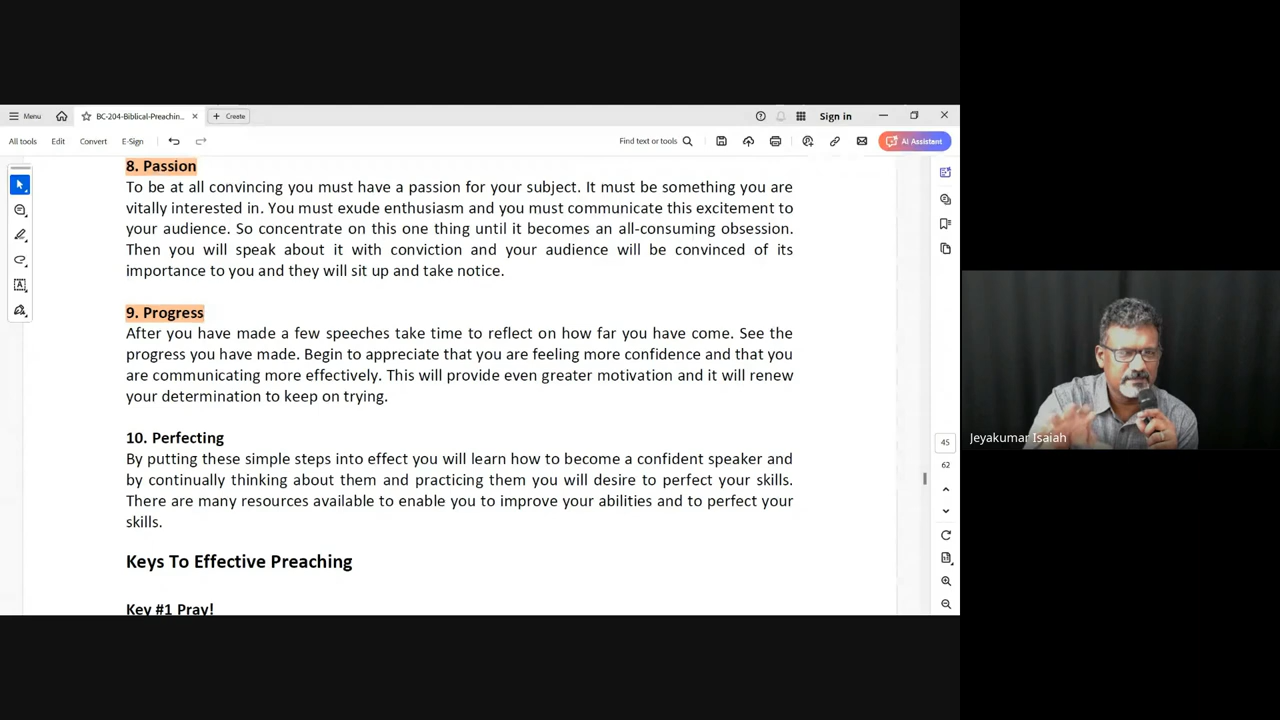 Menu
BC-204-Biblical-Preachin...
Create
Sign in
All tools
Edit
Convert
E-Sign
Find text or tools
AI Assistant
8. Passion
To be at all convincing you must have a passion for your subject. It must be something you are
vitally interested in. You must exude enthusiasm and you must communicate this excitement to
your audience. So concentrate on this one thing until it becomes an all-consuming obsession.
Then you will speak about it with conviction and your audience will be convinced of its
importance to you and they will sit up and take notice.
9. Progress
After you have made a few speeches take time to reflect on how far you have come. See the
progress you have made. Begin to appreciate that you are feeling more confidence and that you
are communicating more effectively. This will provide even greater motivation and it will renew
your determination to keep on trying.
10. Perfecting
By putting these simple steps into effect you will learn how to become a confident speaker and
by continually thinking about them and practicing them you will desire to perfect your skills.
There are many resources available to enable you to improve your abilities and to perfect your
skills.
Keys To Effective Preaching
Key #1 Pray!
45
62
Jeyakumar Isaiah